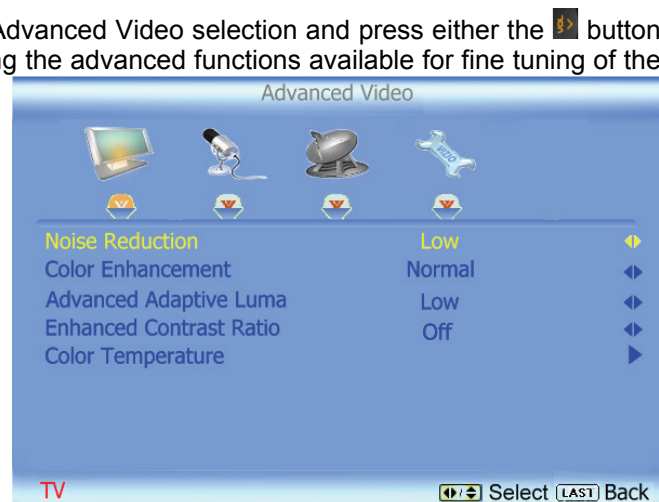 Advanced Video selection and press either the button
ng the advanced functions available for fine tuning of the
Advanced Video
VIZIO
Noise Reduction Low
Color Enhancement Normal
Advanced Adaptive Luma Low
Enhanced Contrast Ratio Off
Color Temperature
TV Select LAST Back